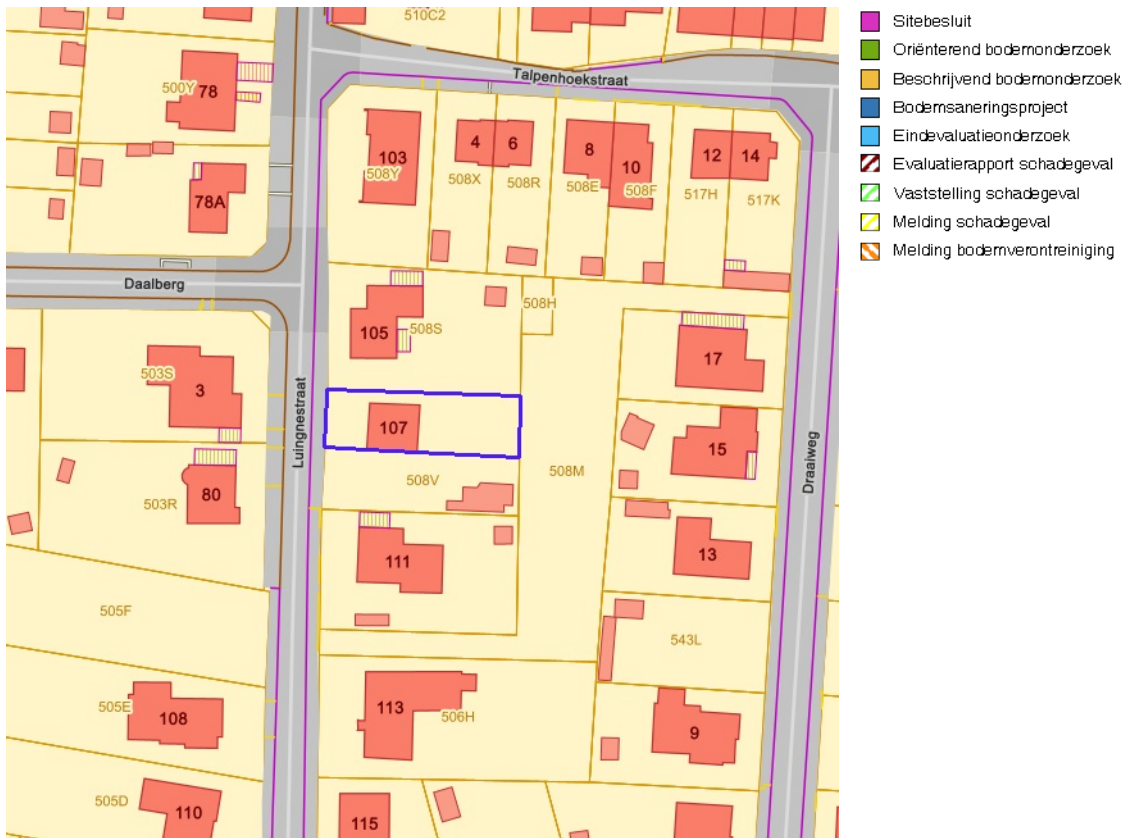 510C2
Talpenhoekstraat
500Y
78
103
508Y
4
6
508X
508R
8
10
508E
508F
12
14
517H
517K
78A
Daalberg
508H
105
508S
17
503S
3
Luingnestraat
107
15
508M
Draaiweg
508V
80
503R
111
13
505F
543L
505E
108
113
506H
9
505D
110
115
Sitebesluit
Oriënterend bodemonderzoek
Beschrijvend bodemonderzoek
Bodemsaneringsproject
Eindevaluatieonderzoek
Evaluatierapport schadegeval
Vaststelling schadegeval
Melding schadegeval
Melding bodemverontreiniging